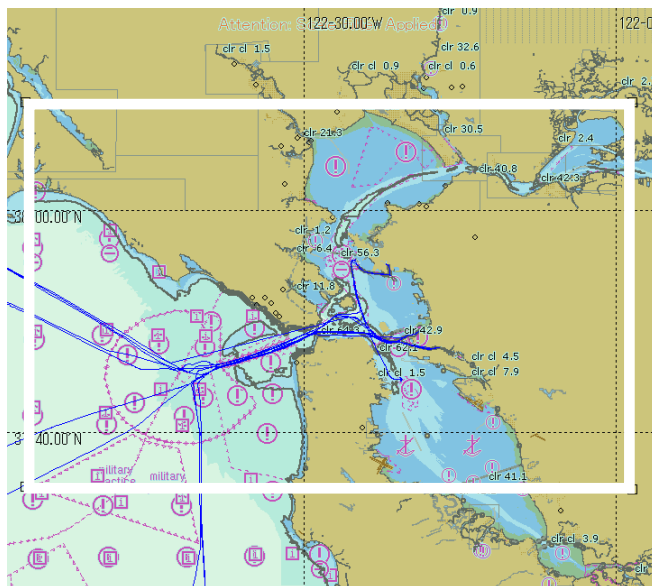 0.9
122-30.00'W
122-0
clr cl 1.5
clr 32.6
clr cl 0.9
clr cl 0.6
clr 2.
clr 21.3
clr 30.5
clr 2.4
clr 40.8
clr 42.3
00.00'N
clr 1.2
clr 6.4
clr 56.3
clr 11.8
clr 42.9
clr 62.1
clr cl 4.5
clr cl 1.5
clr cl 7.9
40.00'N
military
military
clr 41.1
clr cl 3.9